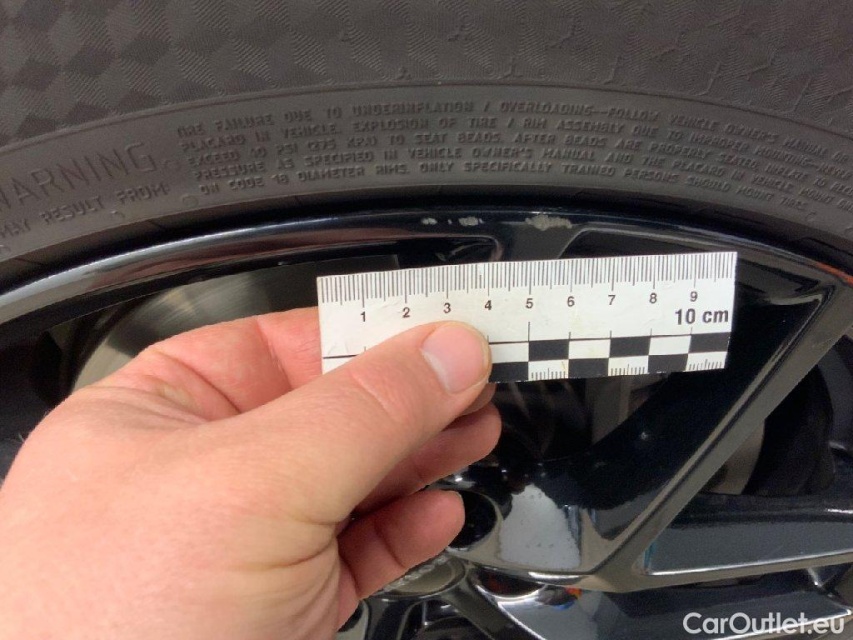 WARNING
MAY RESULT FROM:
TIRE FAILURE DUE TO UNDERINFLATION / OVERLOADING—FOLLOW VEHICLE OWNER'S MANUAL
PLACARD IN VEHICLE. EXPLOSION OF TIRE / RIM ASSEMBLY DUE TO IMPROPER MOUNTING—NEVER
EXCEED 40 PSI (275 KPA) TO SEAT BEADS. AFTER BEADS ARE PROPERLY SEATED, INFLATE TO
PRESSURE AS SPECIFIED IN VEHICLE OWNER'S MANUAL AND THE PLACARD IN VEHICLE MOUNT
ON CODE 18 DIAMETER RIMS. ONLY SPECIFICALLY TRAINED PERSONS SHOULD MOUNT TIRES.
1 2 3 4 5 6 7 8 9
10 cm
CarOutlet.eu